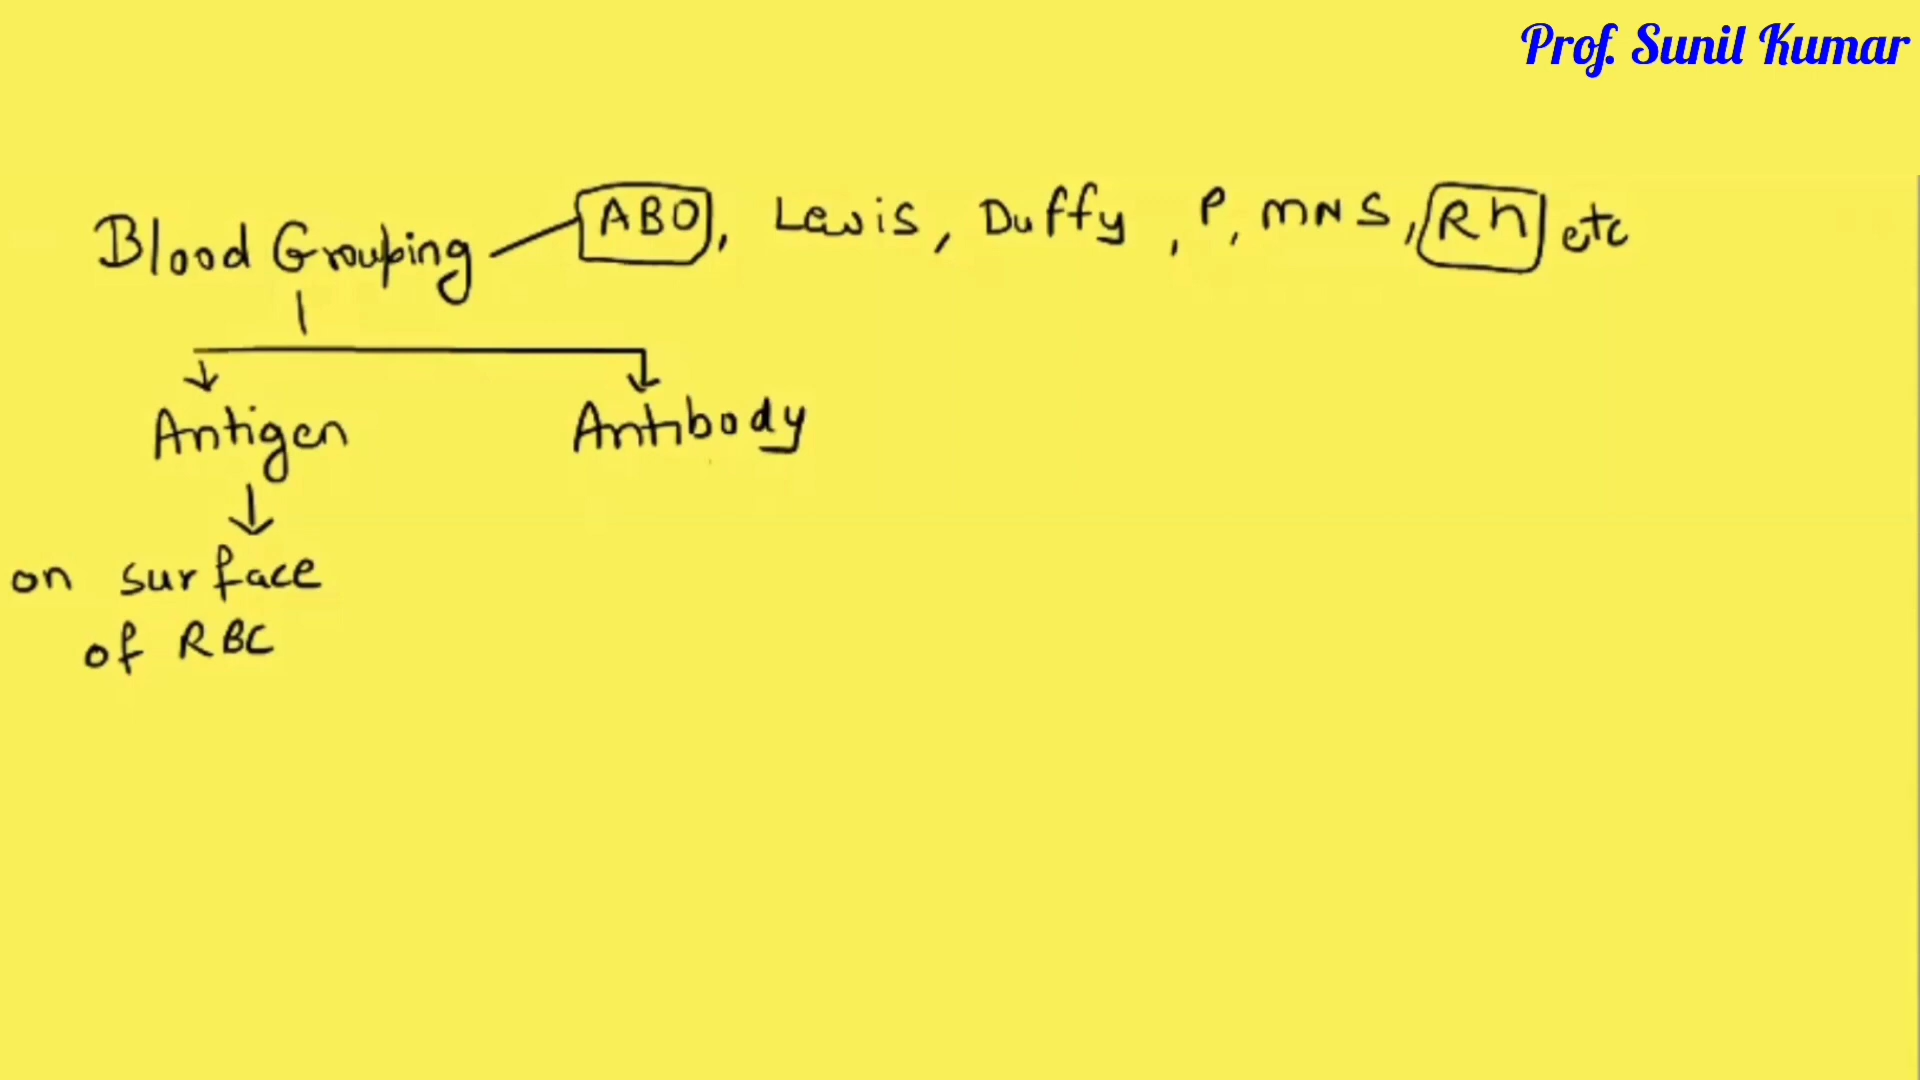 Prof. Sunil Kumar
Blood Grouping ABO, Lewis, Duffy, P, MNS, Rh etc
Antigen Antibody
on surface
of RBC